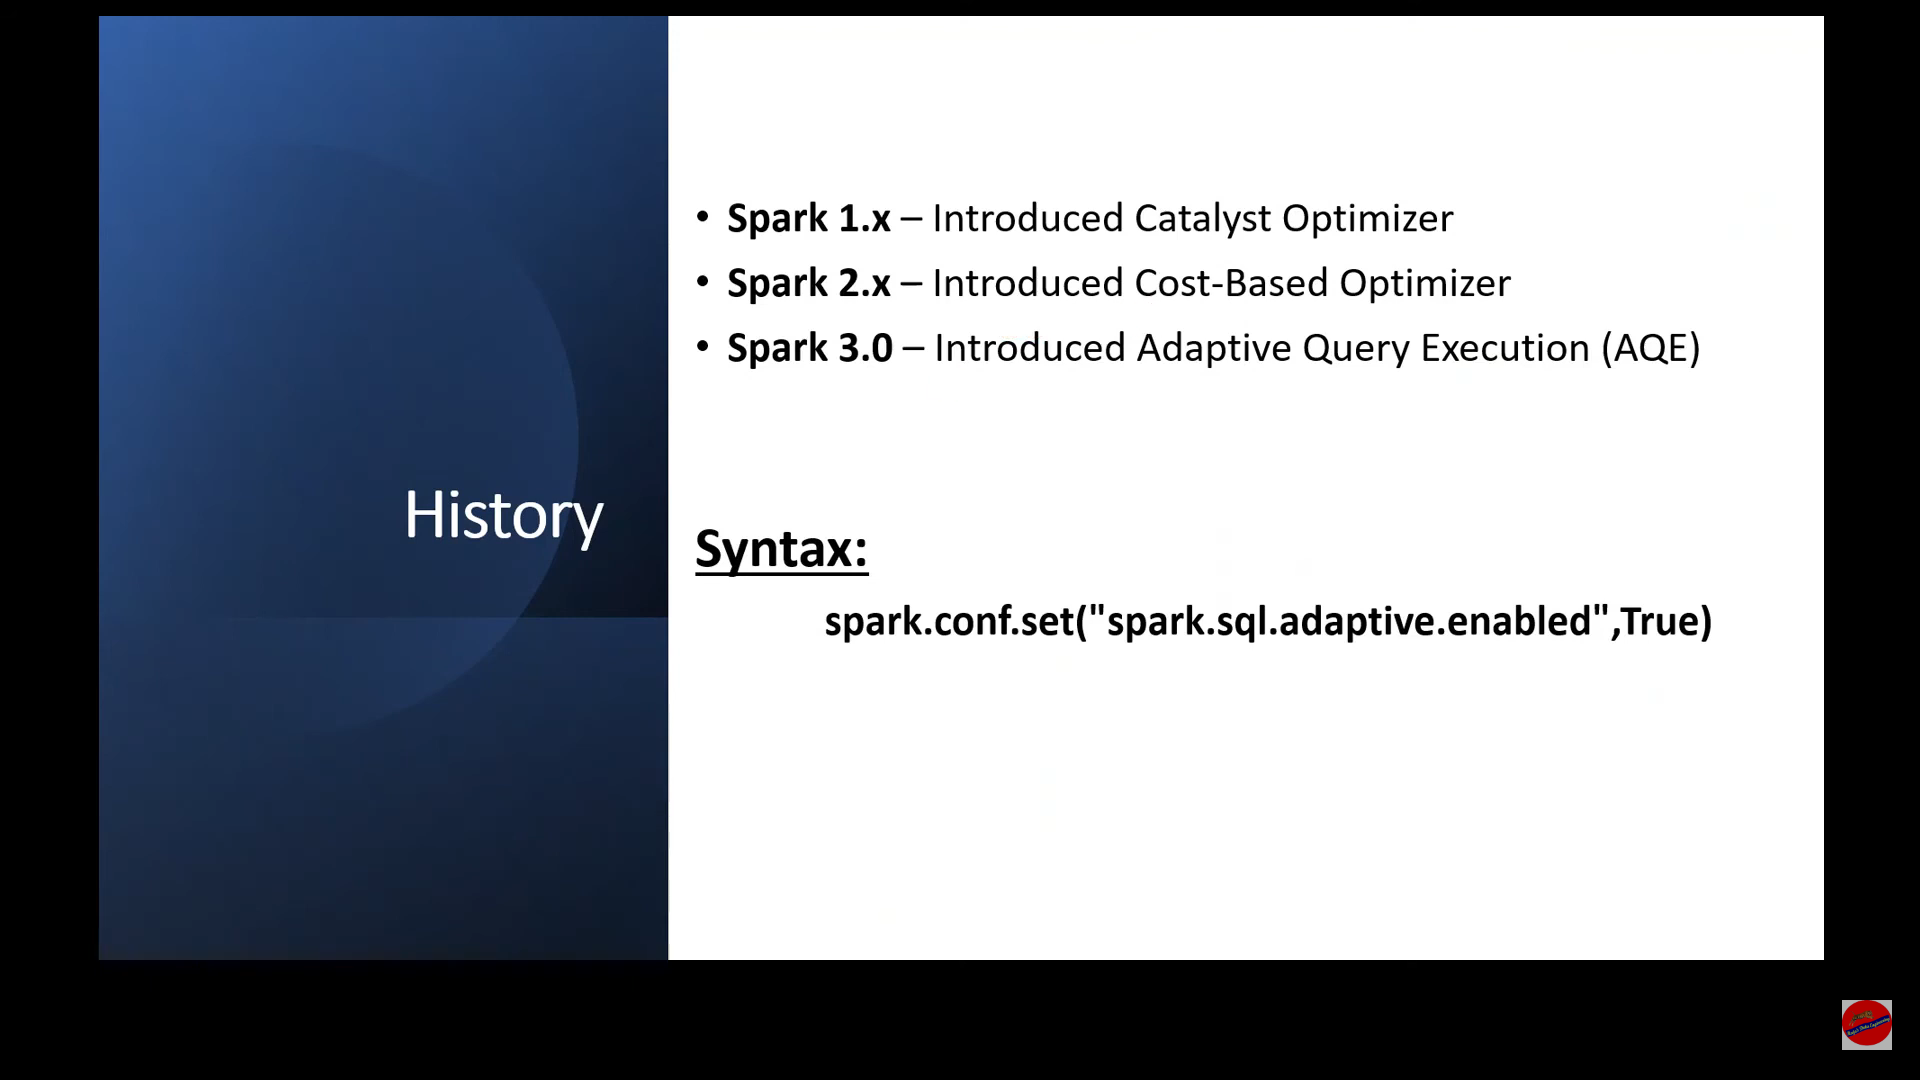 History
• Spark 1.x – Introduced Catalyst Optimizer
• Spark 2.x – Introduced Cost-Based Optimizer
• Spark 3.0 – Introduced Adaptive Query Execution (AQE)
Syntax:
spark.conf.set("spark.sql.adaptive.enabled",True)